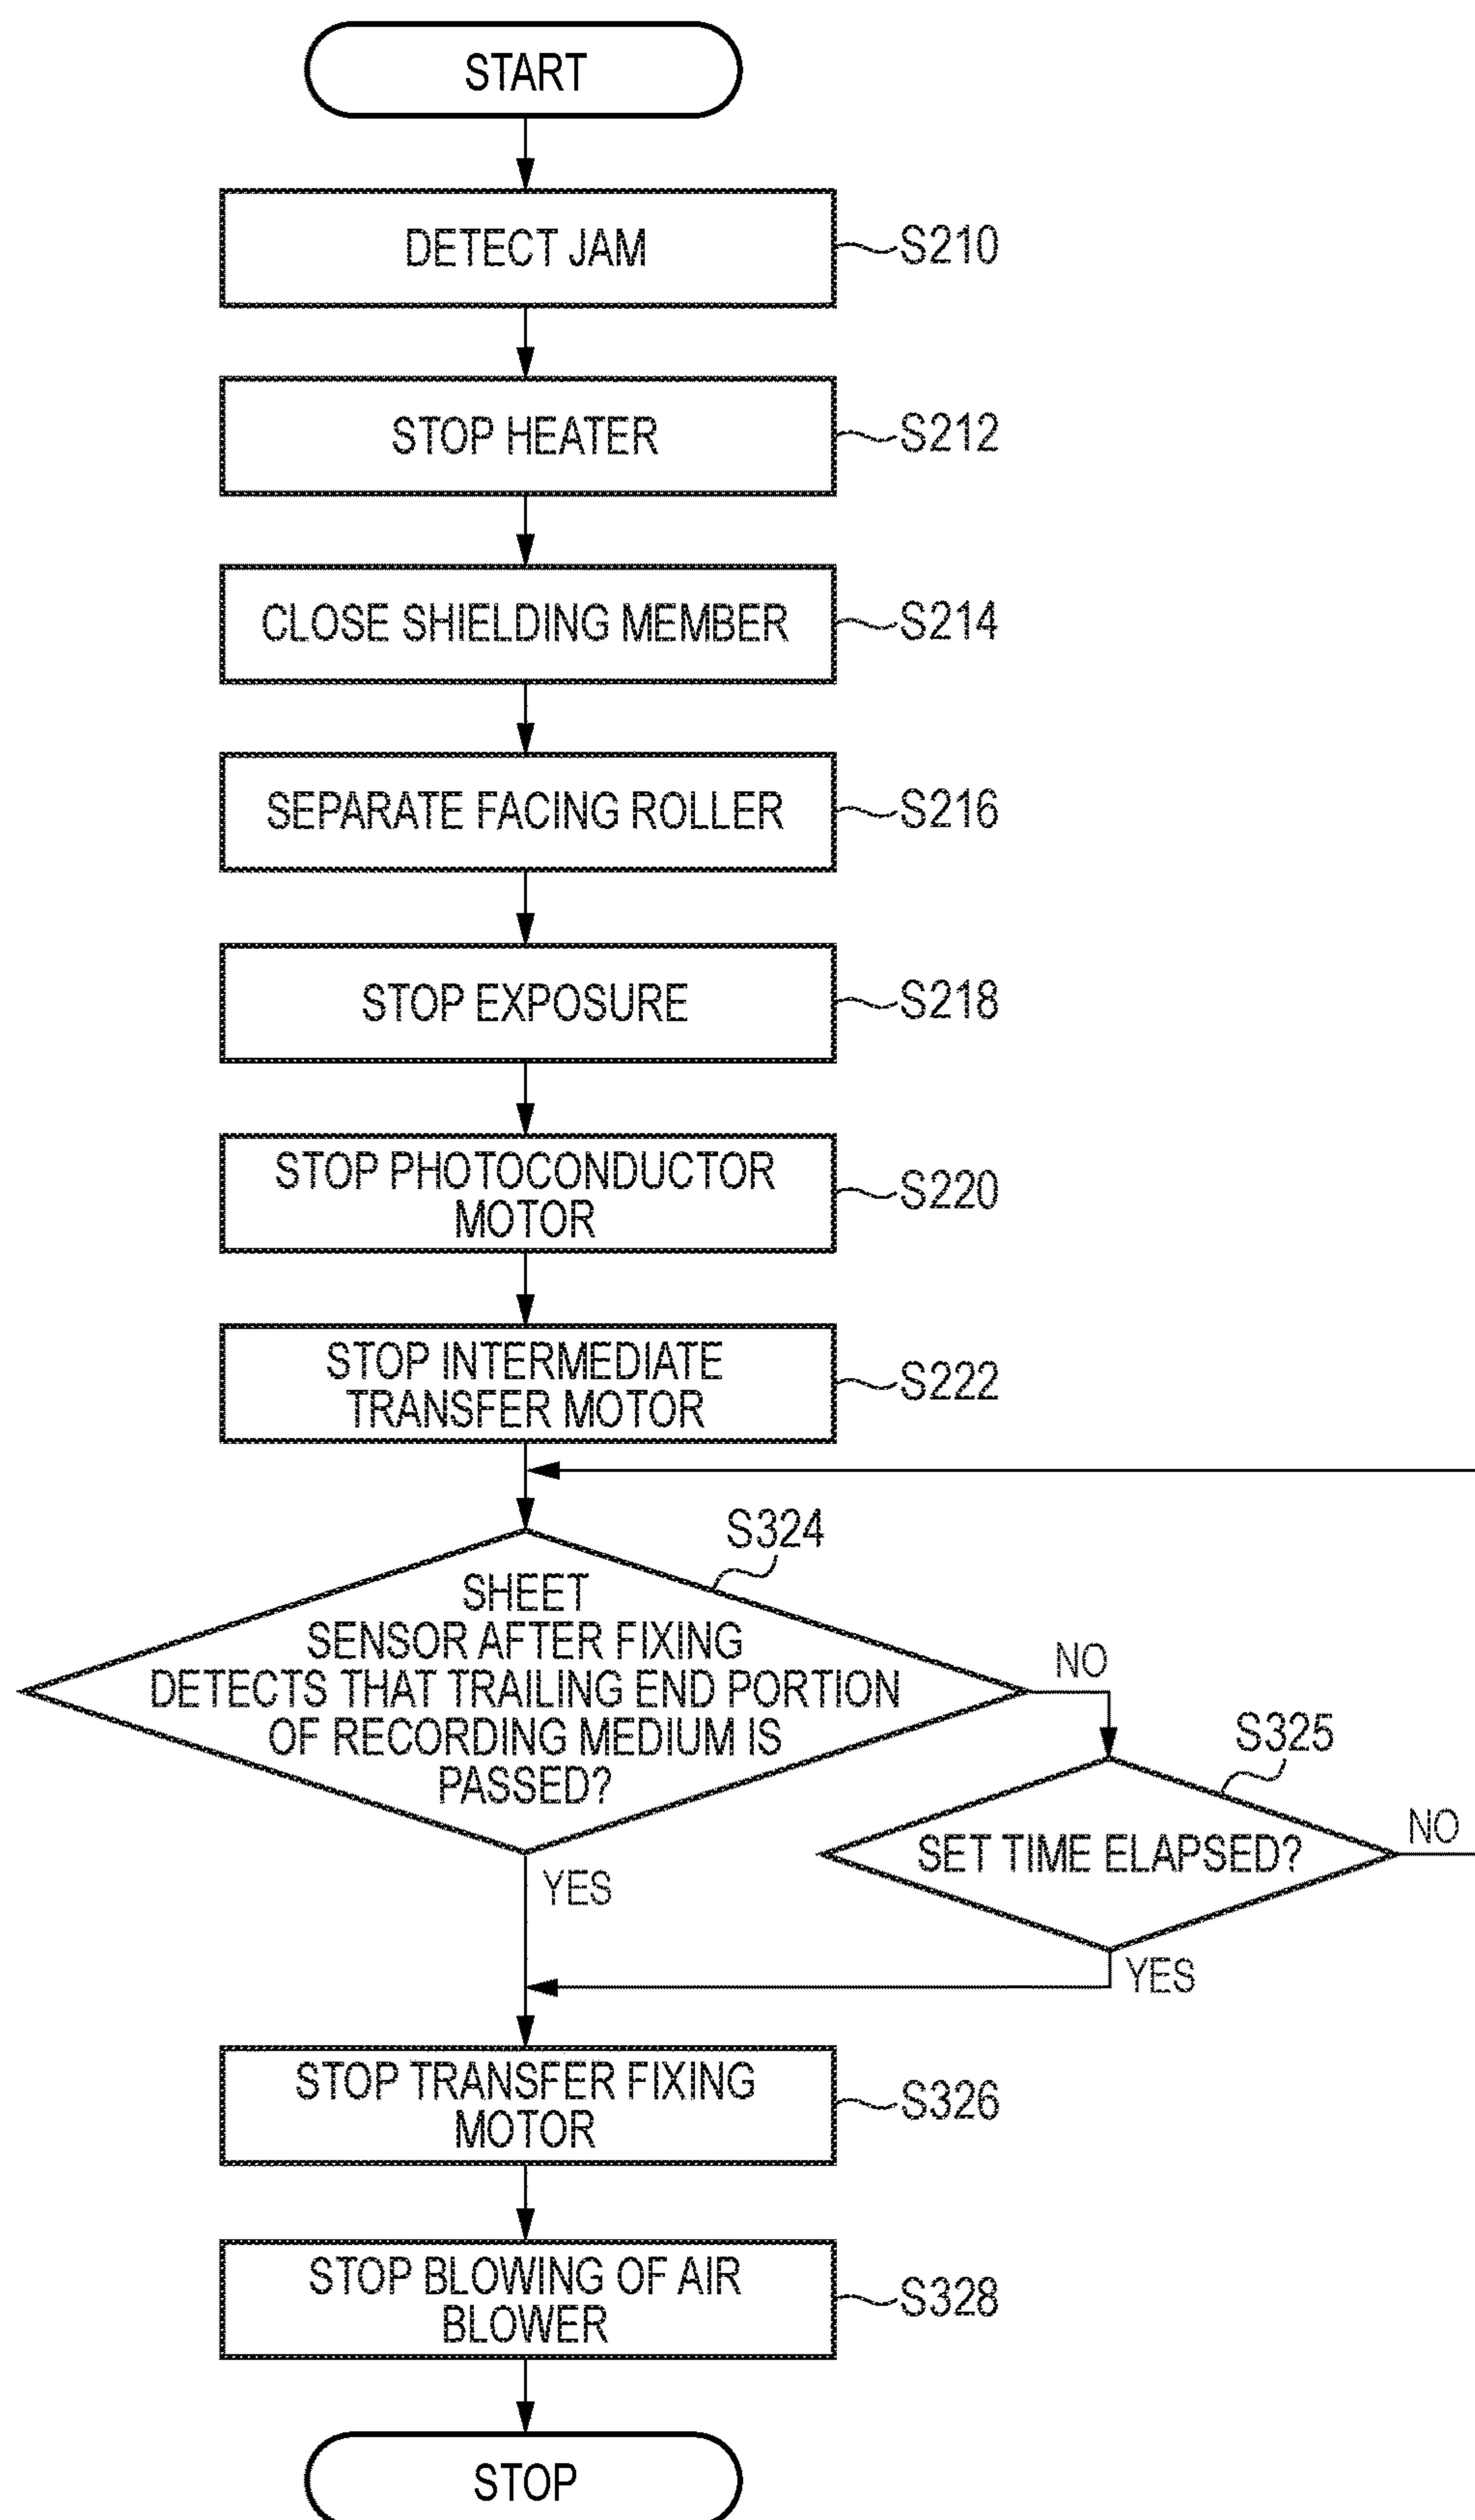 START
DETECT JAM
S210
STOP HEATER
S212
CLOSE SHIELDING MEMBER
S214
SEPARATE FACING ROLLER
S216
STOP EXPOSURE
S218
STOP PHOTOCONDUCTOR
MOTOR
S220
STOP INTERMEDIATE
TRANSFER MOTOR
S222
S324
SHEET
SENSOR AFTER FIXING
DETECTS THAT TRAILING END PORTION
OF RECORDING MEDIUM IS
PASSED?
NO
S325
SET TIME ELAPSED?
NO
YES
YES
STOP TRANSFER FIXING
MOTOR
S326
STOP BLOWING OF AIR
BLOWER
S328
STOP